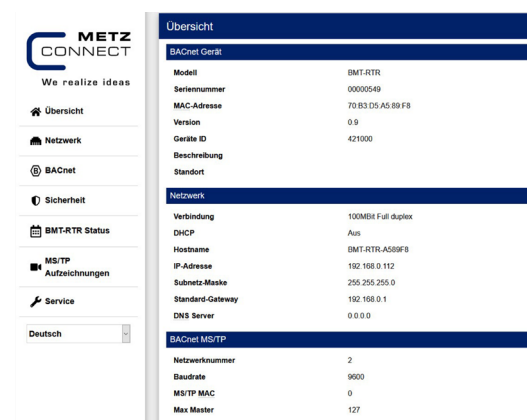 METZ
CONNECT
We realize ideas
Übersicht
Netzwerk
BACnet
Sicherheit
BMT-RTR Status
MS/TP
Aufzeichnungen
Service
Deutsch
Übersicht
BACnet Gerät
Modell BMT-RTR
Seriennummer 00000549
MAC-Adresse 70:B3:D5:A5:89:F8
Version 0.9
Geräte ID 421000
Beschreibung
Standort
Netzwerk
Verbindung 100MBit Full duplex
DHCP Aus
Hostname BMT-RTR-A589F8
IP-Adresse 192.168.0.112
Subnetz-Maske 255.255.255.0
Standard-Gateway 192.168.0.1
DNS Server 0.0.0.0
BACnet MS/TP
Netzwerknummer 2
Baudrate 9600
MS/TP MAC 0
Max Master 127